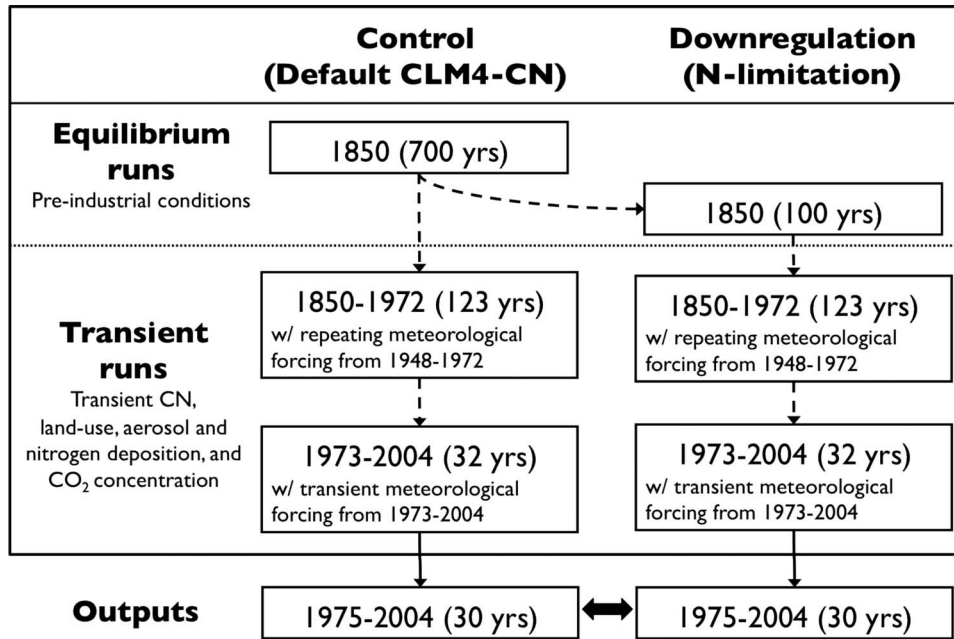 Control
(Default CLM4-CN)
Downregulation
(N-limitation)
Equilibrium
runs
Pre-industrial conditions
1850 (700 yrs)
1850 (100 yrs)
Transient
runs
Transient CN,
land-use, aerosol and
nitrogen deposition, and
CO₂ concentration
1850-1972 (123 yrs)
w/ repeating meteorological
forcing from 1948-1972
1850-1972 (123 yrs)
w/ repeating meteorological
forcing from 1948-1972
1973-2004 (32 yrs)
w/ transient meteorological
forcing from 1973-2004
1973-2004 (32 yrs)
w/ transient meteorological
forcing from 1973-2004
Outputs
1975-2004 (30 yrs)
1975-2004 (30 yrs)